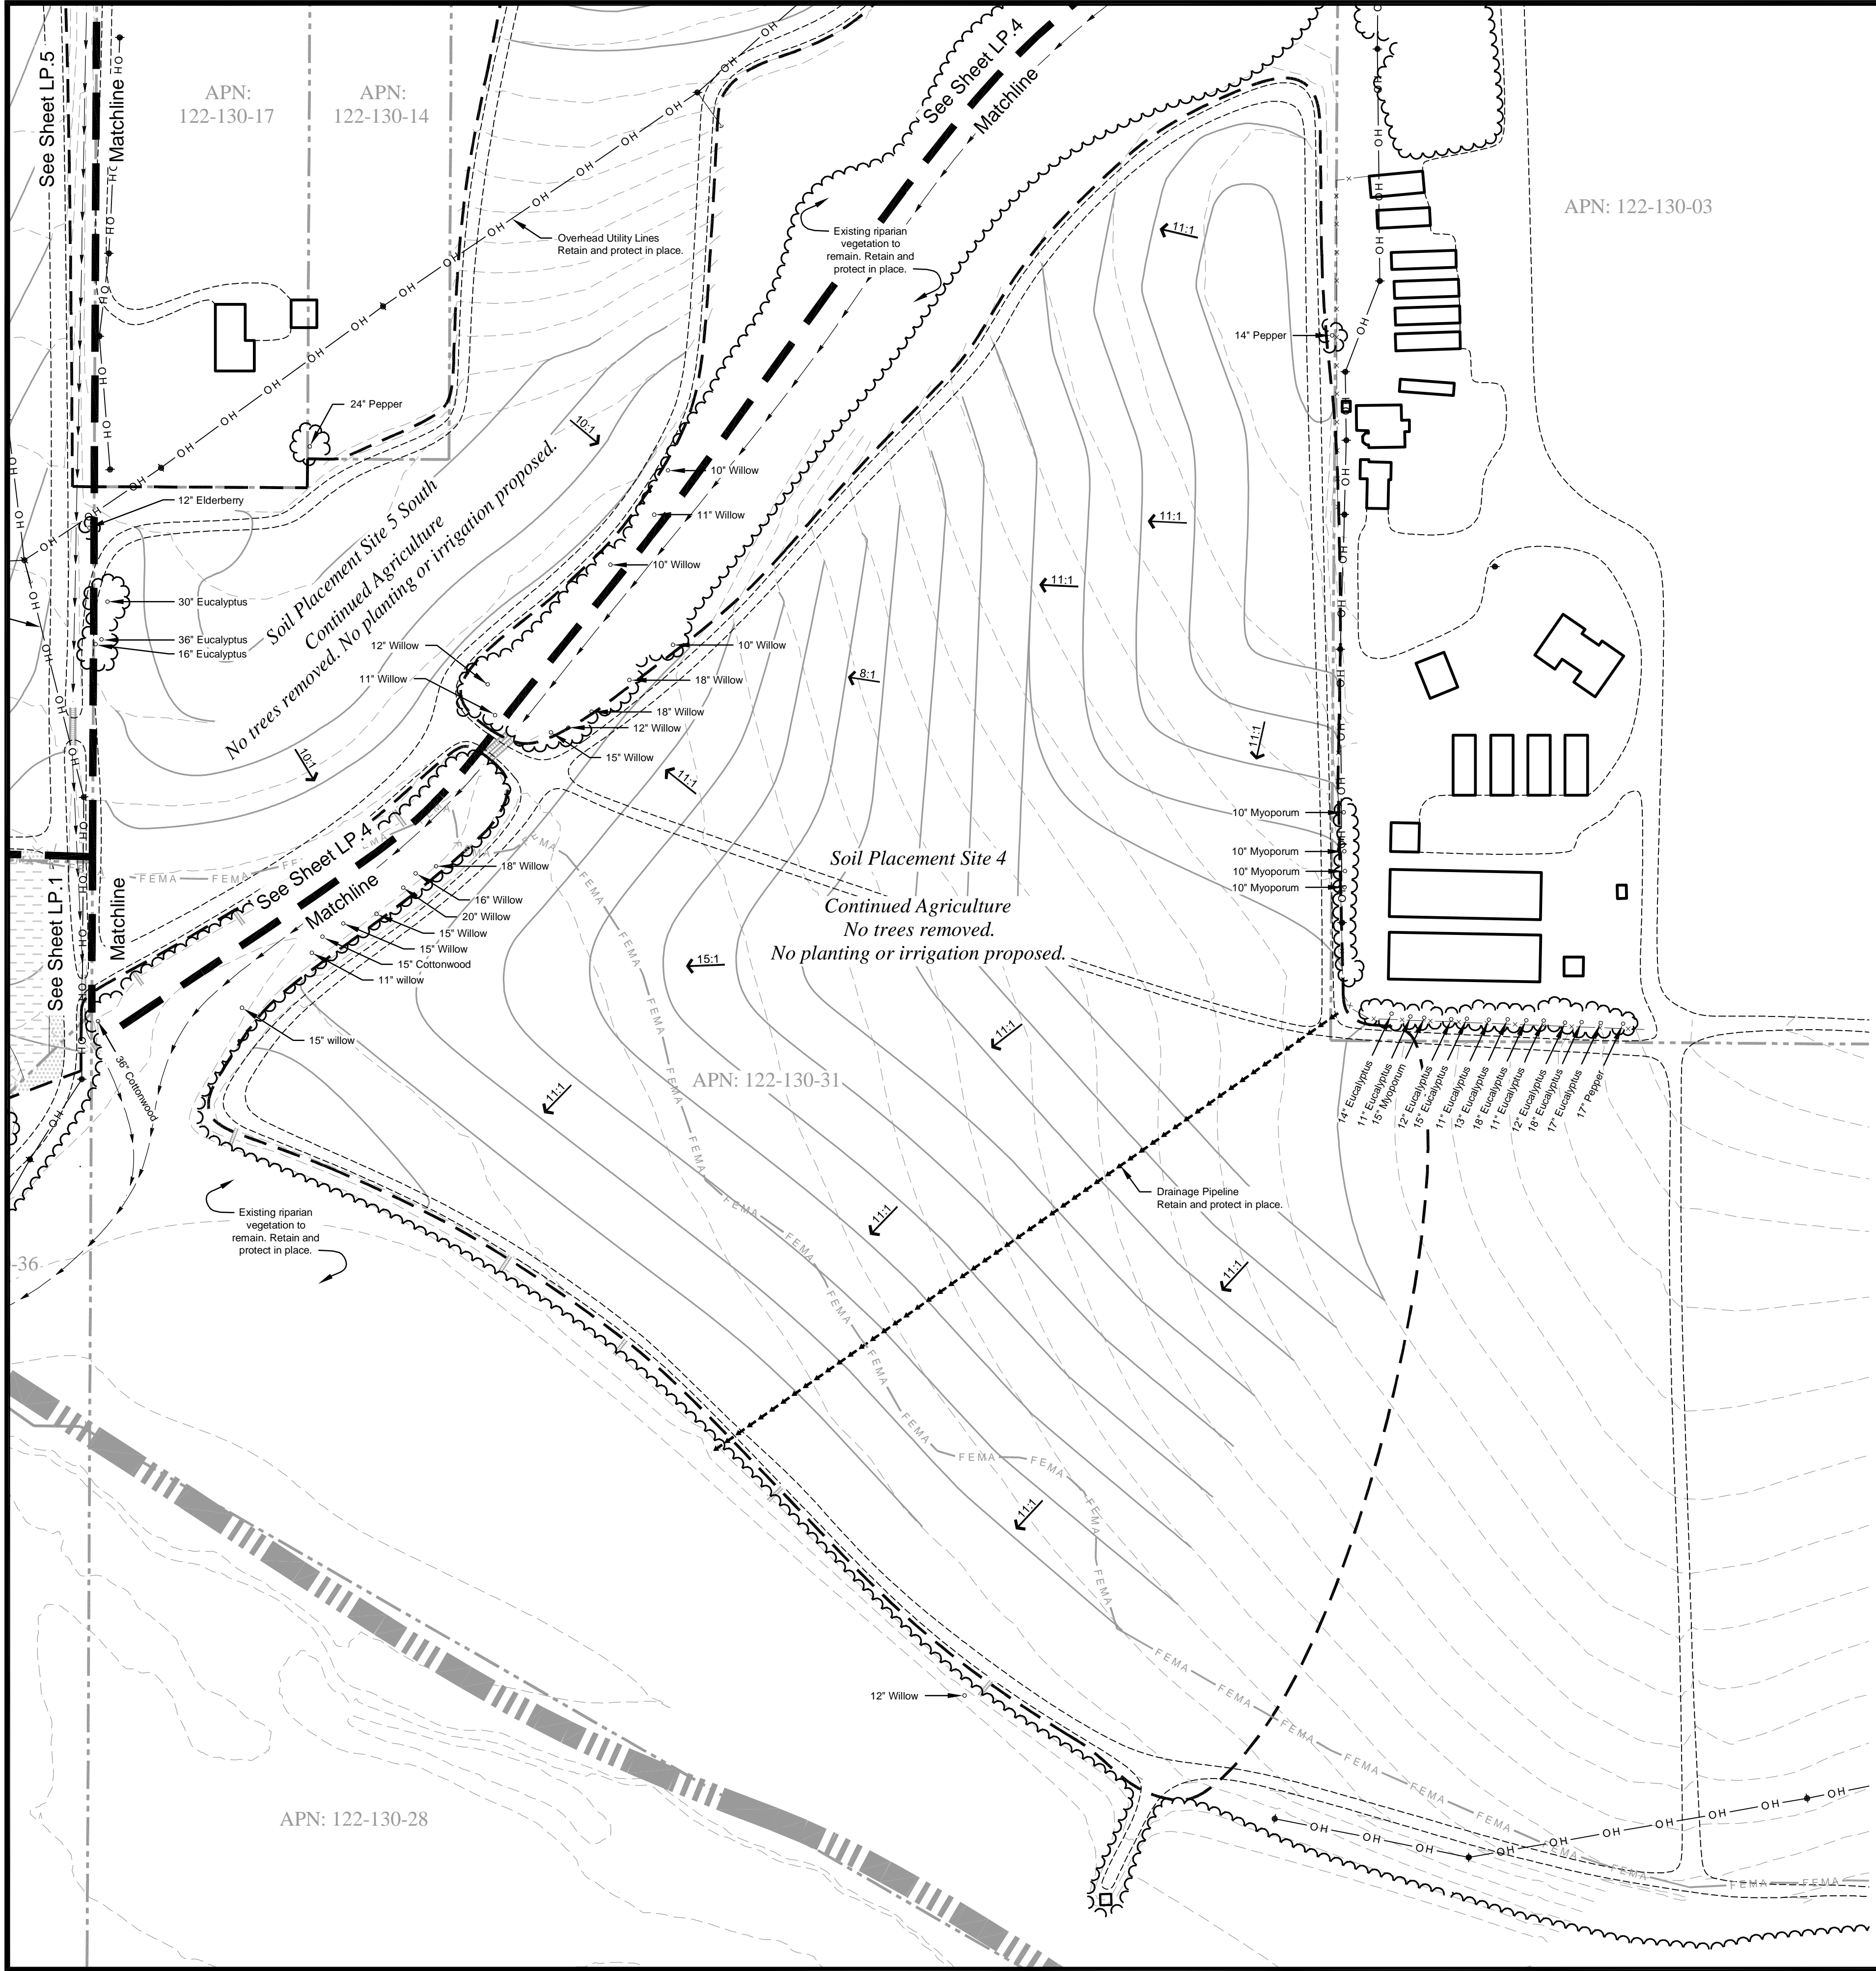 See Sheet LP.5
Matchline
APN:
122-130-17
APN:
122-130-14
Overhead Utility Lines
Retain and protect in place.
See Sheet LP.4
Matchline
Existing riparian
vegetation to
remain. Retain and
protect in place.
APN: 122-130-03
11:1
14" Pepper
24" Pepper
10:1
12" Elderberry
Soil Placement Site 5 South
Continued Agriculture
No trees removed. No planting or irrigation proposed.
10" Willow
11" Willow
10" Willow
30" Eucalyptus
36" Eucalyptus
16" Eucalyptus
12" Willow
11" Willow
10" Willow
18" Willow
18" Willow
12" Willow
15" Willow
11:1
11:1
8:1
11:1
11:1
10:1
10" Myoporum
10" Myoporum
10" Myoporum
10" Myoporum
Soil Placement Site 4
Continued Agriculture
No trees removed.
No planting or irrigation proposed.
See Sheet LP.4
Matchline
See Sheet LP.1
Matchline
18" Willow
16" Willow
20" Willow
15" Willow
15" Willow
15" Cottonwood
11" willow
15" willow
36" Cottonwood
15:1
11:1
11:1
APN: 122-130-31
14" Eucalyptus
11" Eucalyptus
15" Myoporum
12" Eucalyptus
15" Eucalyptus
11" Eucalyptus
13" Eucalyptus
18" Eucalyptus
11" Eucalyptus
12" Eucalyptus
18" Eucalyptus
17" Eucalyptus
17" Pepper
Drainage Pipeline
Retain and protect in place.
Existing riparian
vegetation to
remain. Retain and
protect in place.
-36
11:1
11:1
11:1
12" Willow
APN: 122-130-28
OH
FEMA